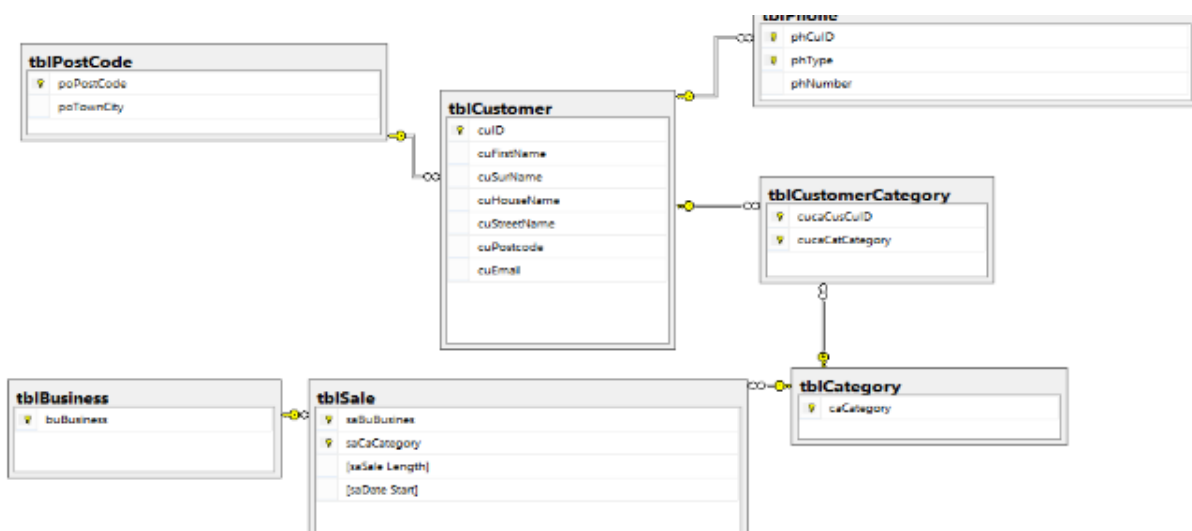 tblPhone
phCuID
phType
phNumber
tblPostCode
poPostCode
poTownCity
tblCustomer
cuID
cuFirstName
cuSurName
cuHouseName
cuStreetName
cuPostcode
cuEmail
tblCustomerCategory
cucaCusCuID
cucaCatCategory
tblBusiness
buBusiness
tblSale
saBuBusines
saCaCategory
[saSale Length]
[saDate Start]
tblCategory
caCategory